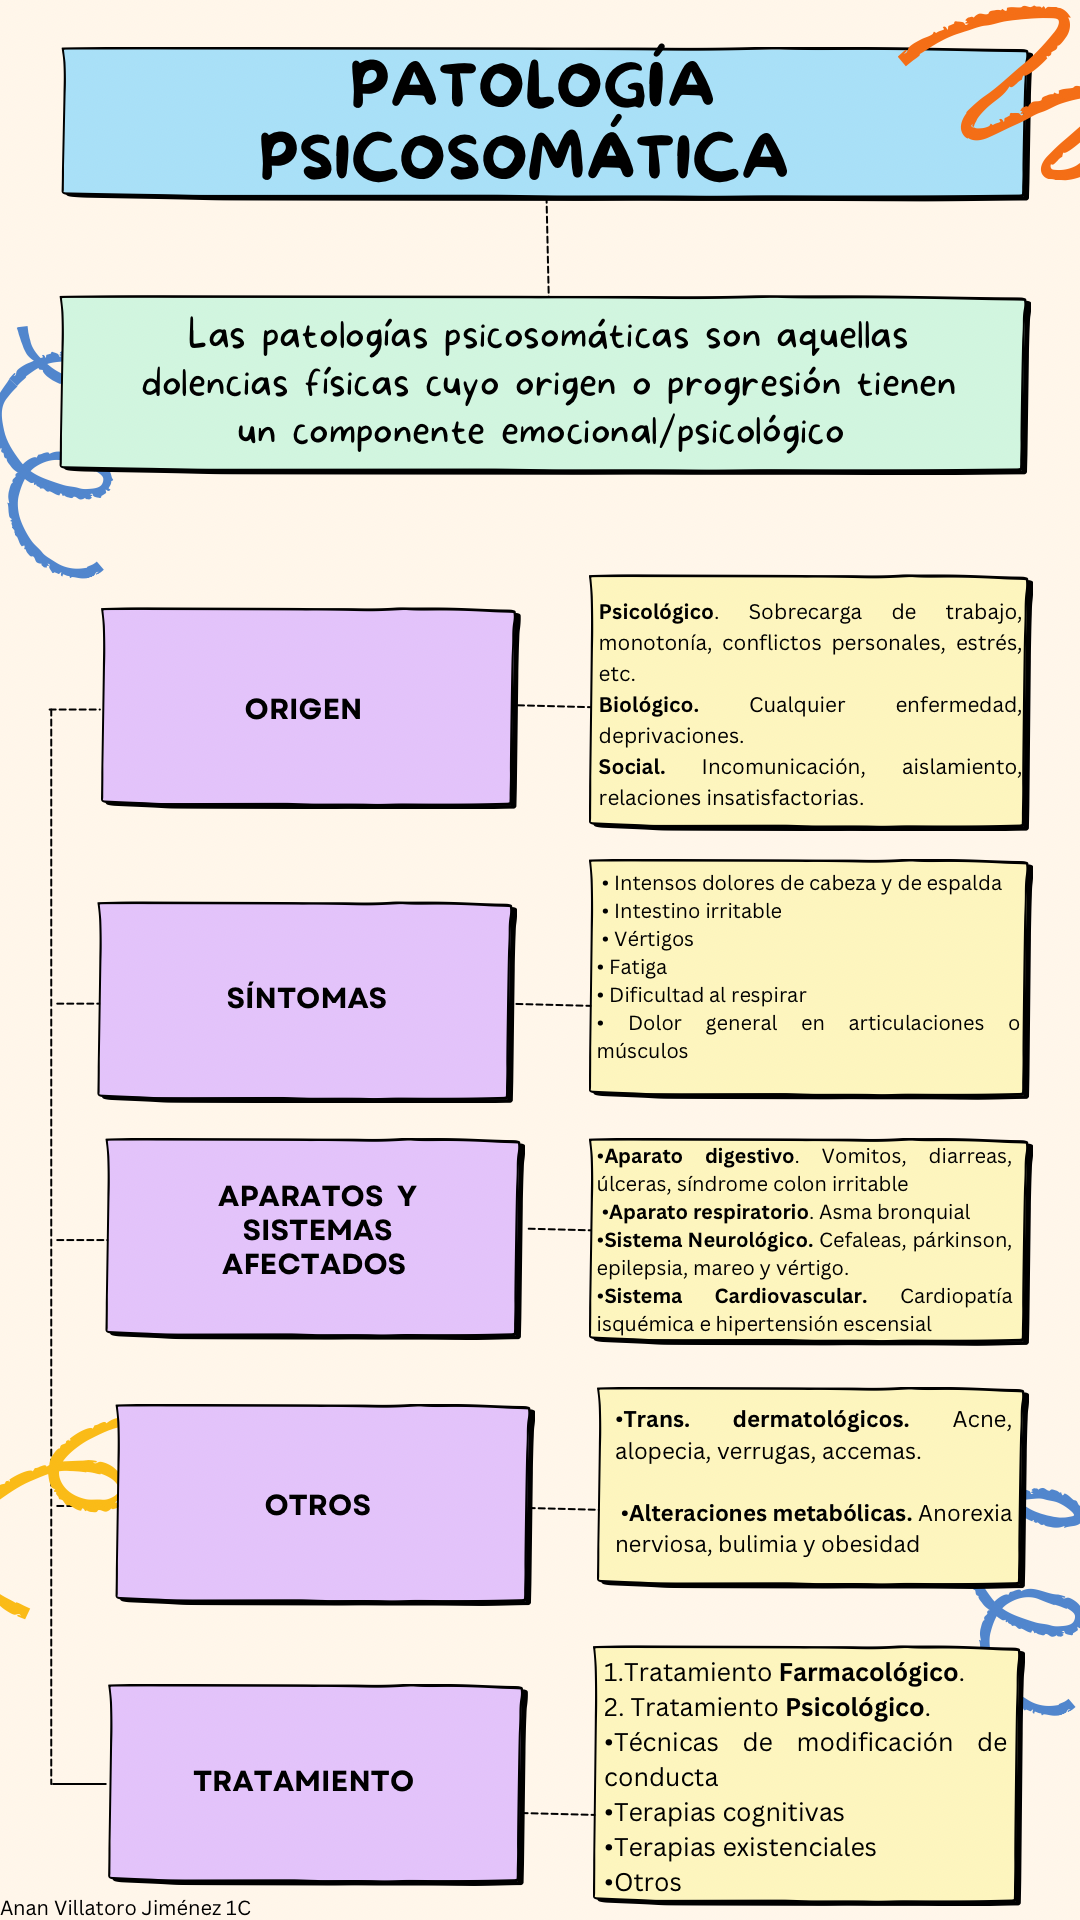 PATOLOGÍA
PSICOSOMÁTICA
Las patologías psicosomáticas son aquellas
dolencias físicas cuyo origen o progresión tienen
un componente emocional/psicológico
ORIGEN
Psicológico. Sobrecarga de trabajo,
monotonía, conflictos personales, estrés,
etc.
Biológico. Cualquier enfermedad,
deprivaciones.
Social. Incomunicación, aislamiento,
relaciones insatisfactorias.
SÍNTOMAS
• Intensos dolores de cabeza y de espalda
• Intestino irritable
• Vértigos
• Fatiga
• Dificultad al respirar
• Dolor general en articulaciones o
músculos
APARATOS Y
SISTEMAS
AFECTADOS
•Aparato digestivo. Vomitos, diarreas,
úlceras, síndrome colon irritable
•Aparato respiratorio. Asma bronquial
•Sistema Neurológico. Cefaleas, párkinson,
epilepsia, mareo y vértigo.
•Sistema Cardiovascular. Cardiopatía
isquémica e hipertensión escensial
OTROS
•Trans. dermatológicos. Acne,
alopecia, verrugas, accemas.
•Alteraciones metabólicas. Anorexia
nerviosa, bulimia y obesidad
TRATAMIENTO
1.Tratamiento Farmacológico.
2. Tratamiento Psicológico.
•Técnicas de modificación de
conducta
•Terapias cognitivas
•Terapias existenciales
•Otros
Anan Villatoro Jiménez 1C